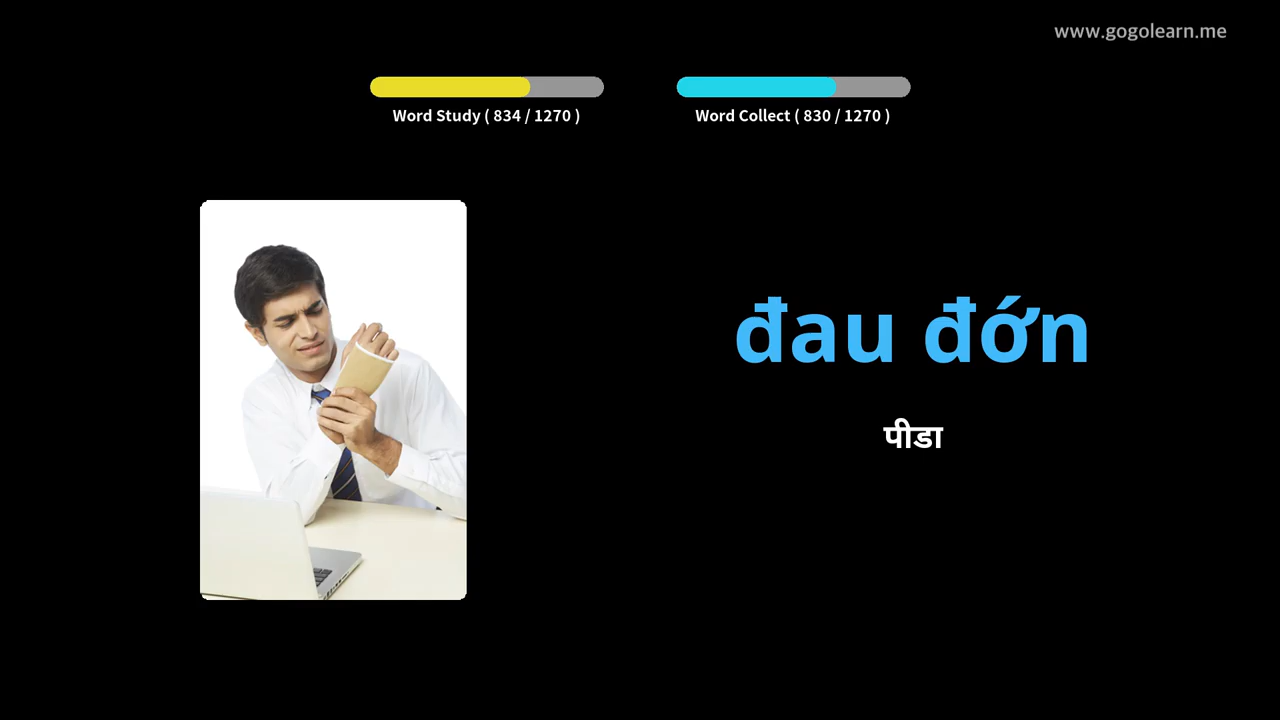 www.gogolearn.me
Word Study ( 834 / 1270 )
Word Collect ( 830 / 1270 )
đau đớn
पीडा